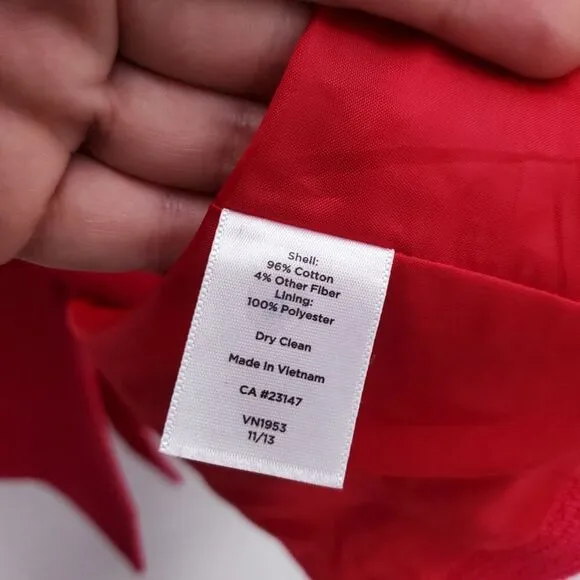 Shell:
96% Cotton
4% Other Fiber
Lining:
100% Polyester
Dry Clean
Made In Vietnam
CA #23147
VN1953
11/13